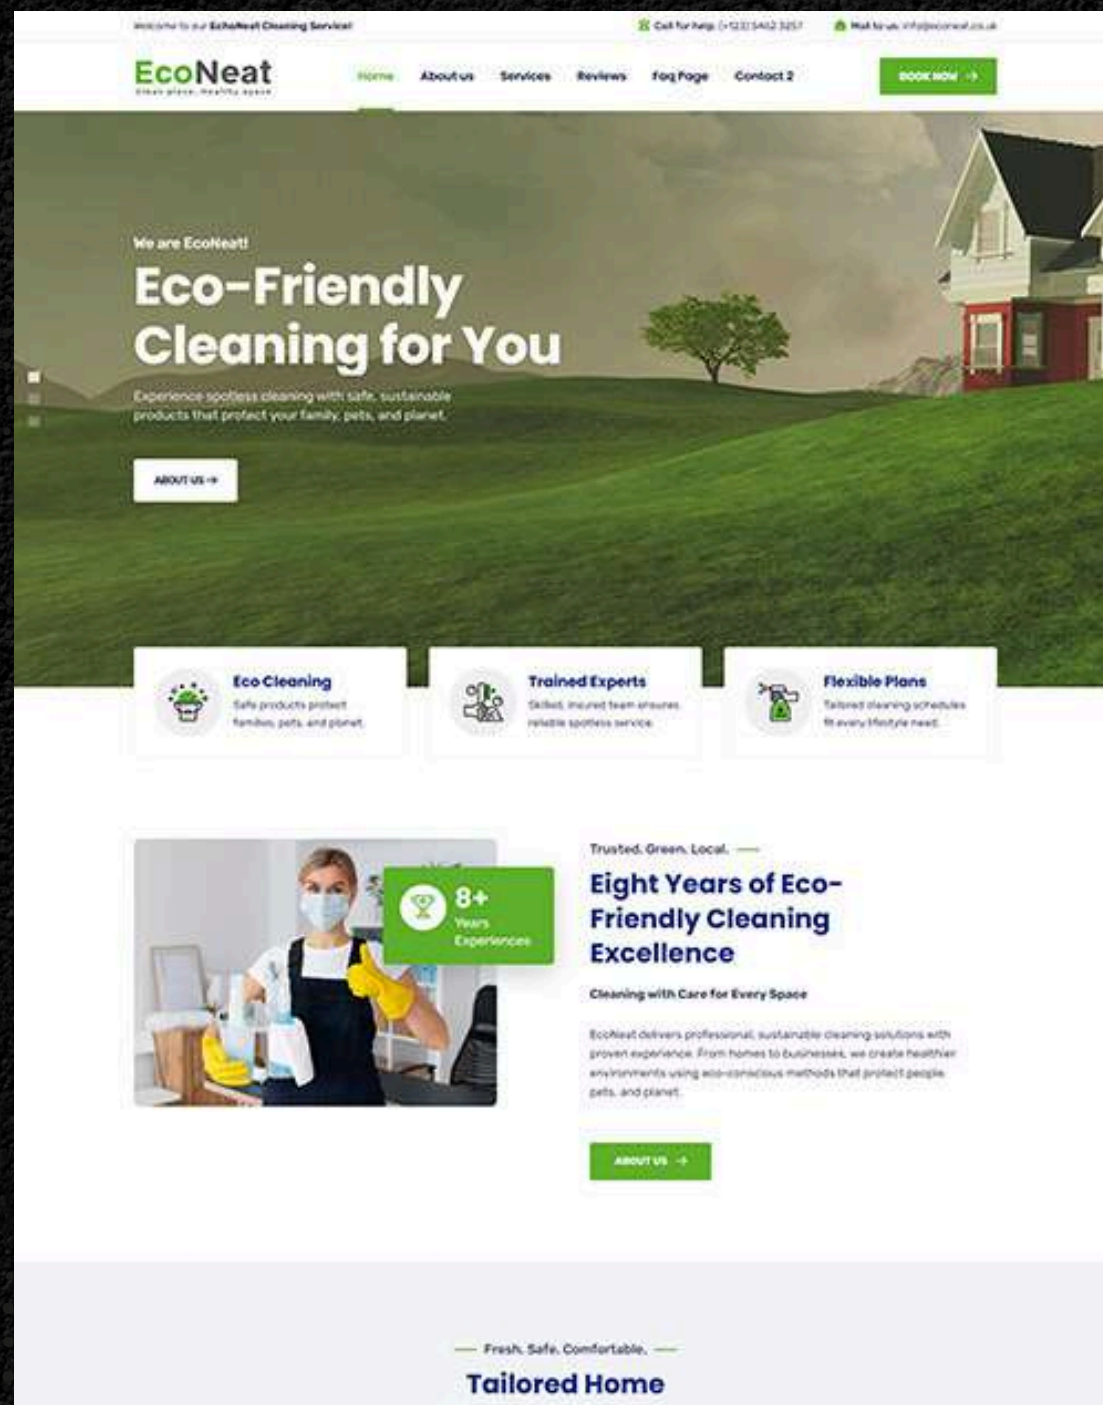 Welcome to our EchoNeat Cleaning Service!
Call for help: (+123) 5462 3257
Mail to us: info@econeat.co.uk
EcoNeat
Clean place, Healthy space
Home
About us
Services
Reviews
Faq Page
Contact 2
BOOK NOW →
We are EcoNeat!
Eco-Friendly
Cleaning for You
Experience spotless cleaning with safe, sustainable
products that protect your family, pets, and planet.
ABOUT US →
Eco Cleaning
Safe products protect
families, pets, and planet.
Trained Experts
Skilled, insured team ensures
reliable spotless service.
Flexible Plans
Tailored cleaning schedules
fit every lifestyle need.
8+
Years
Experiences
Trusted. Green. Local.
Eight Years of Eco-
Friendly Cleaning
Excellence
Cleaning with Care for Every Space
EcoNeat delivers professional, sustainable cleaning solutions with
proven experience. From homes to businesses, we create healthier
environments using eco-conscious methods that protect people,
pets, and planet.
ABOUT US →
Fresh. Safe. Comfortable.
Tailored Home